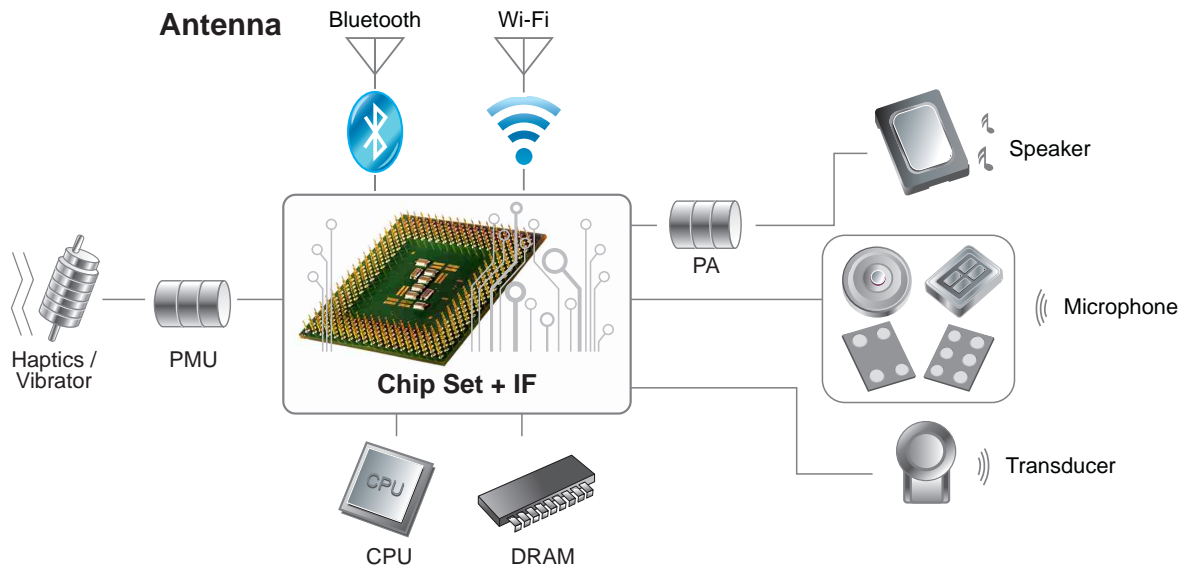 Antenna
Bluetooth
Wi-Fi
Speaker
PA
Microphone
Haptics /
Vibrator
PMU
Chip Set + IF
Transducer
CPU
CPU
DRAM